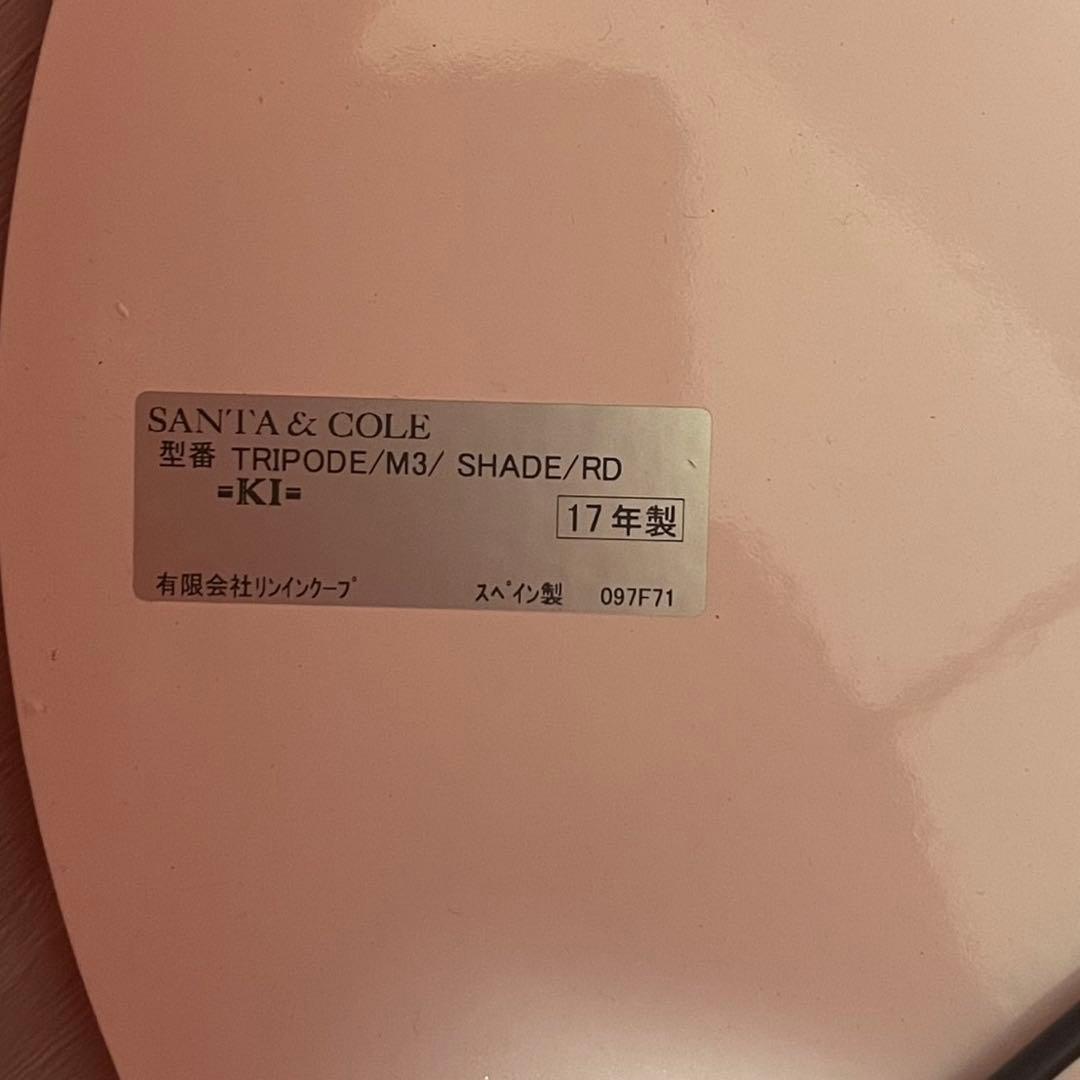 SANTA & COLE
型番 TRIPODE/M3/ SHADE/RD
=KI=
17年製
有限会社ﾘﾝｲﾝｸｰﾌﾟ
ｽﾍﾟｲﾝ製 097F71